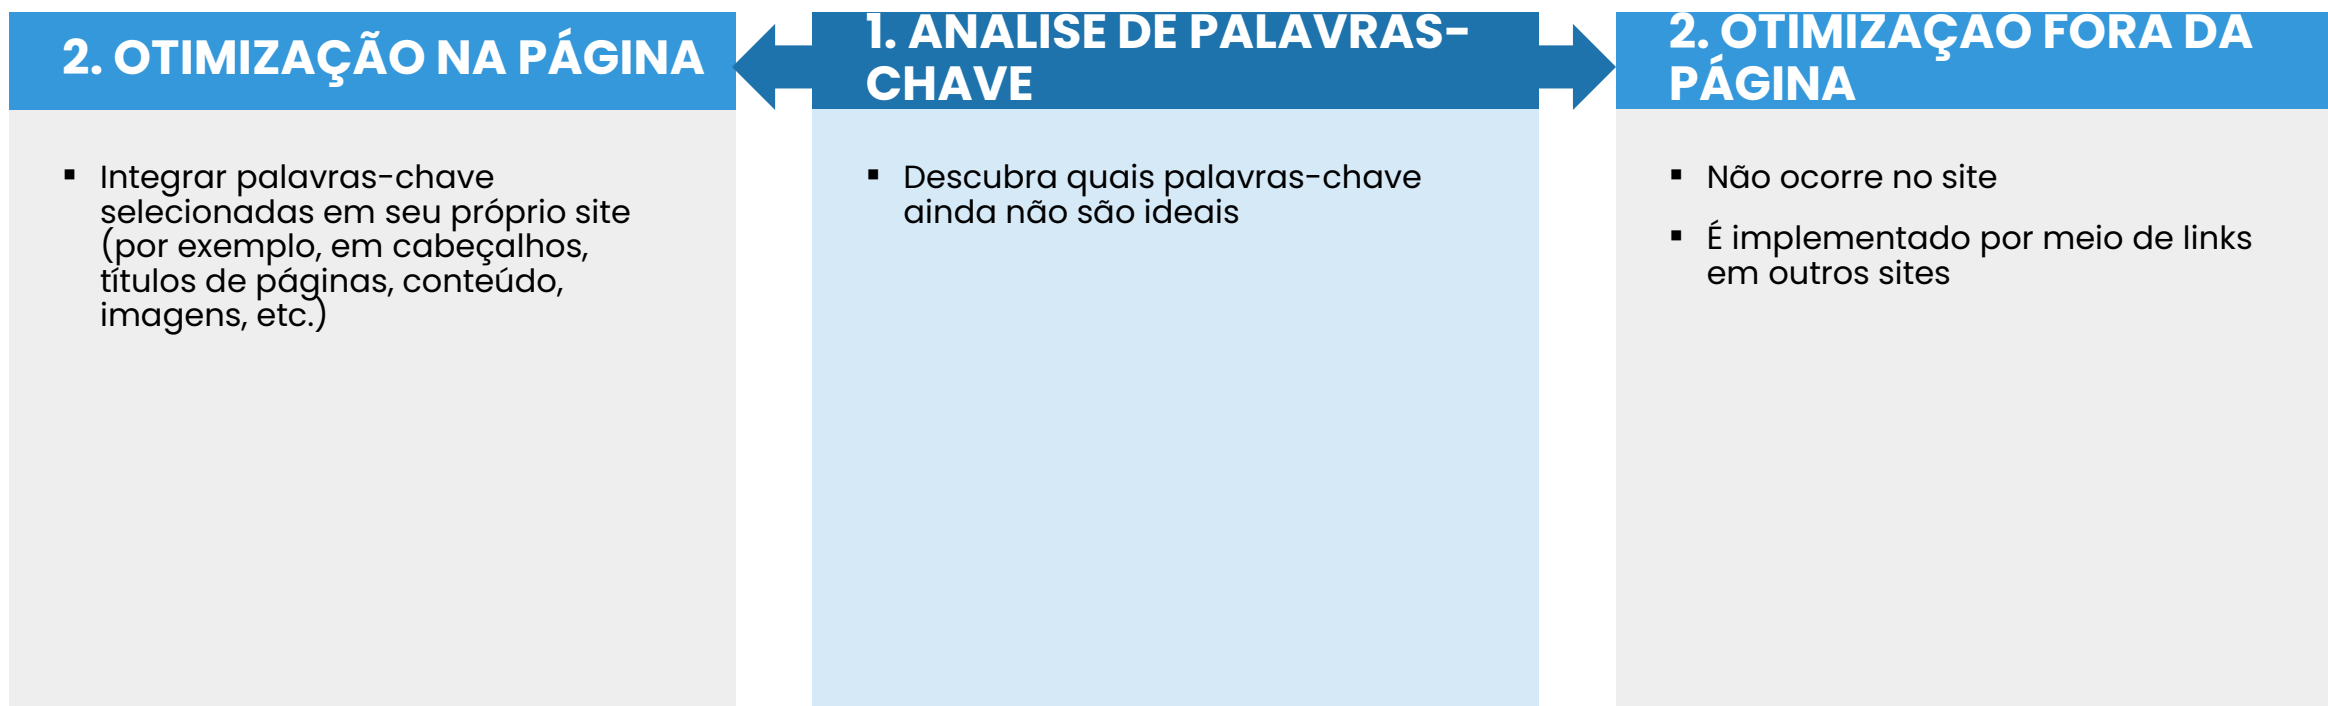 2. OTIMIZAÇÃO NA PÁGINA
▪ Integrar palavras-chave
selecionadas em seu próprio site
(por exemplo, em cabeçalhos,
títulos de páginas, conteúdo,
imagens, etc.)
1. ANÁLISE DE PALAVRAS-
CHAVE
▪ Descubra quais palavras-chave
ainda não são ideais
2. OTIMIZAÇÃO FORA DA
PÁGINA
▪ Não ocorre no site
▪ É implementado por meio de links
em outros sites